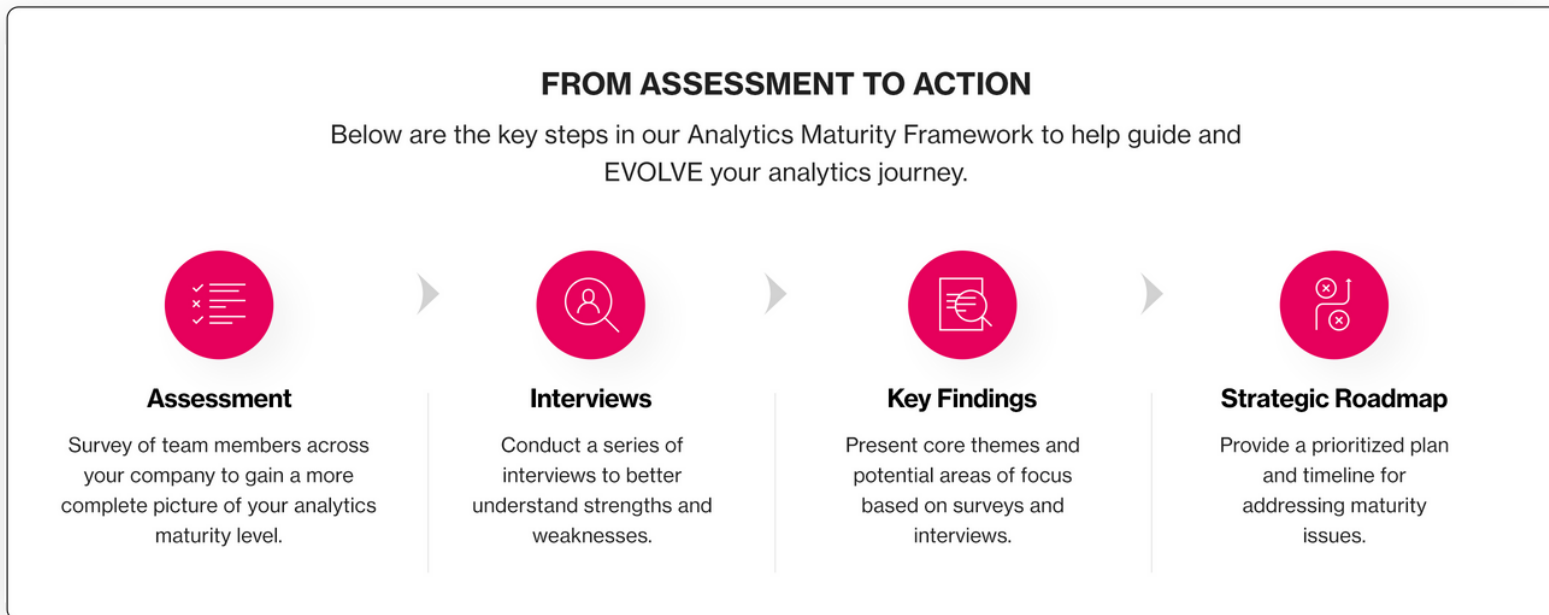 FROM ASSESSMENT TO ACTION
Below are the key steps in our Analytics Maturity Framework to help guide and
EVOLVE your analytics journey.
Assessment
Survey of team members across
your company to gain a more
complete picture of your analytics
maturity level.
Interviews
Conduct a series of
interviews to better
understand strengths and
weaknesses.
Key Findings
Present core themes and
potential areas of focus
based on surveys and
interviews.
Strategic Roadmap
Provide a prioritized plan
and timeline for
addressing maturity
issues.